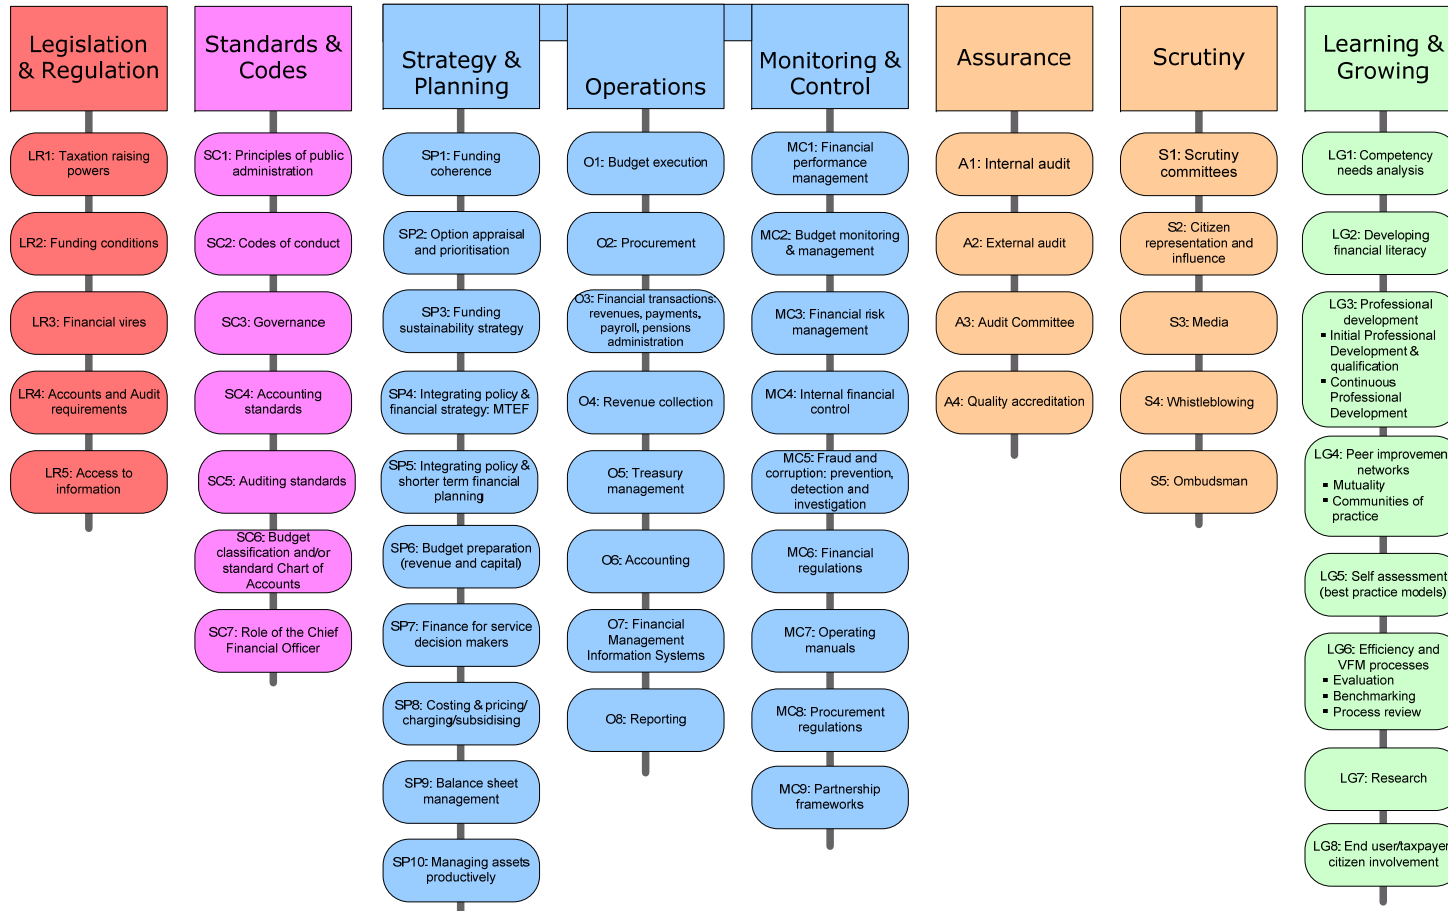 Legislation
& Regulation
LR1: Taxation raising
powers
LR2: Funding conditions
LR3: Financial vires
LR4: Accounts and Audit
requirements
LR5: Access to
information
Standards &
Codes
SC1: Principles of public
administration
SC2: Codes of conduct
SC3: Governance
SC4: Accounting
standards
SC5: Auditing standards
SC6: Budget
classification and/or
standard Chart of
Accounts
SC7: Role of the Chief
Financial Officer
Strategy &
Planning
SP1: Funding
coherence
SP2: Option appraisal
and prioritisation
SP3: Funding
sustainability strategy
SP4: Integrating policy &
financial strategy: MTEF
SP5: Integrating policy &
shorter term financial
planning
SP6: Budget preparation
(revenue and capital)
SP7: Finance for service
decision makers
SP8: Costing & pricing/
charging/subsidising
SP9: Balance sheet
management
SP10: Managing assets
productively
Operations
O1: Budget execution
O2: Procurement
O3: Financial transactions:
revenues, payments,
payroll, pensions
administration
O4: Revenue collection
O5: Treasury
management
O6: Accounting
O7: Financial
Management
Information Systems
O8: Reporting
Monitoring &
Control
MC1: Financial
performance
management
MC2: Budget monitoring
& management
MC3: Financial risk
management
MC4: Internal financial
control
MC5: Fraud and
corruption: prevention,
detection and
investigation
MC6: Financial
regulations
MC7: Operating
manuals
MC8: Procurement
regulations
MC9: Partnership
frameworks
Assurance
A1: Internal audit
A2: External audit
A3: Audit Committee
A4: Quality accreditation
Scrutiny
S1: Scrutiny
committees
S2: Citizen
representation and
influence
S3: Media
S4: Whistleblowing
S5: Ombudsman
Learning &
Growing
LG1: Competency
needs analysis
LG2: Developing
financial literacy
LG3: Professional
development
▪ Initial Professional
Development &
qualification
▪ Continuous
Professional
Development
LG4: Peer improvemen
networks
▪ Mutuality
▪ Communities of
practice
LG5: Self assessment
(best practice models)
LG6: Efficiency and
VFM processes
▪ Evaluation
▪ Benchmarking
▪ Process review
LG7: Research
LG8: End user/taxpayer
citizen involvement